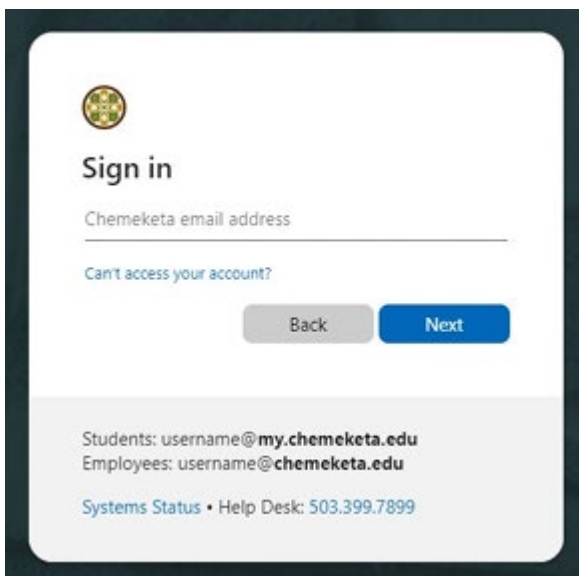 Sign in
Chemeketa email address
Can't access your account?
Back Next
Students: username@my.chemeketa.edu
Employees: username@chemeketa.edu
Systems Status • Help Desk: 503.399.7899